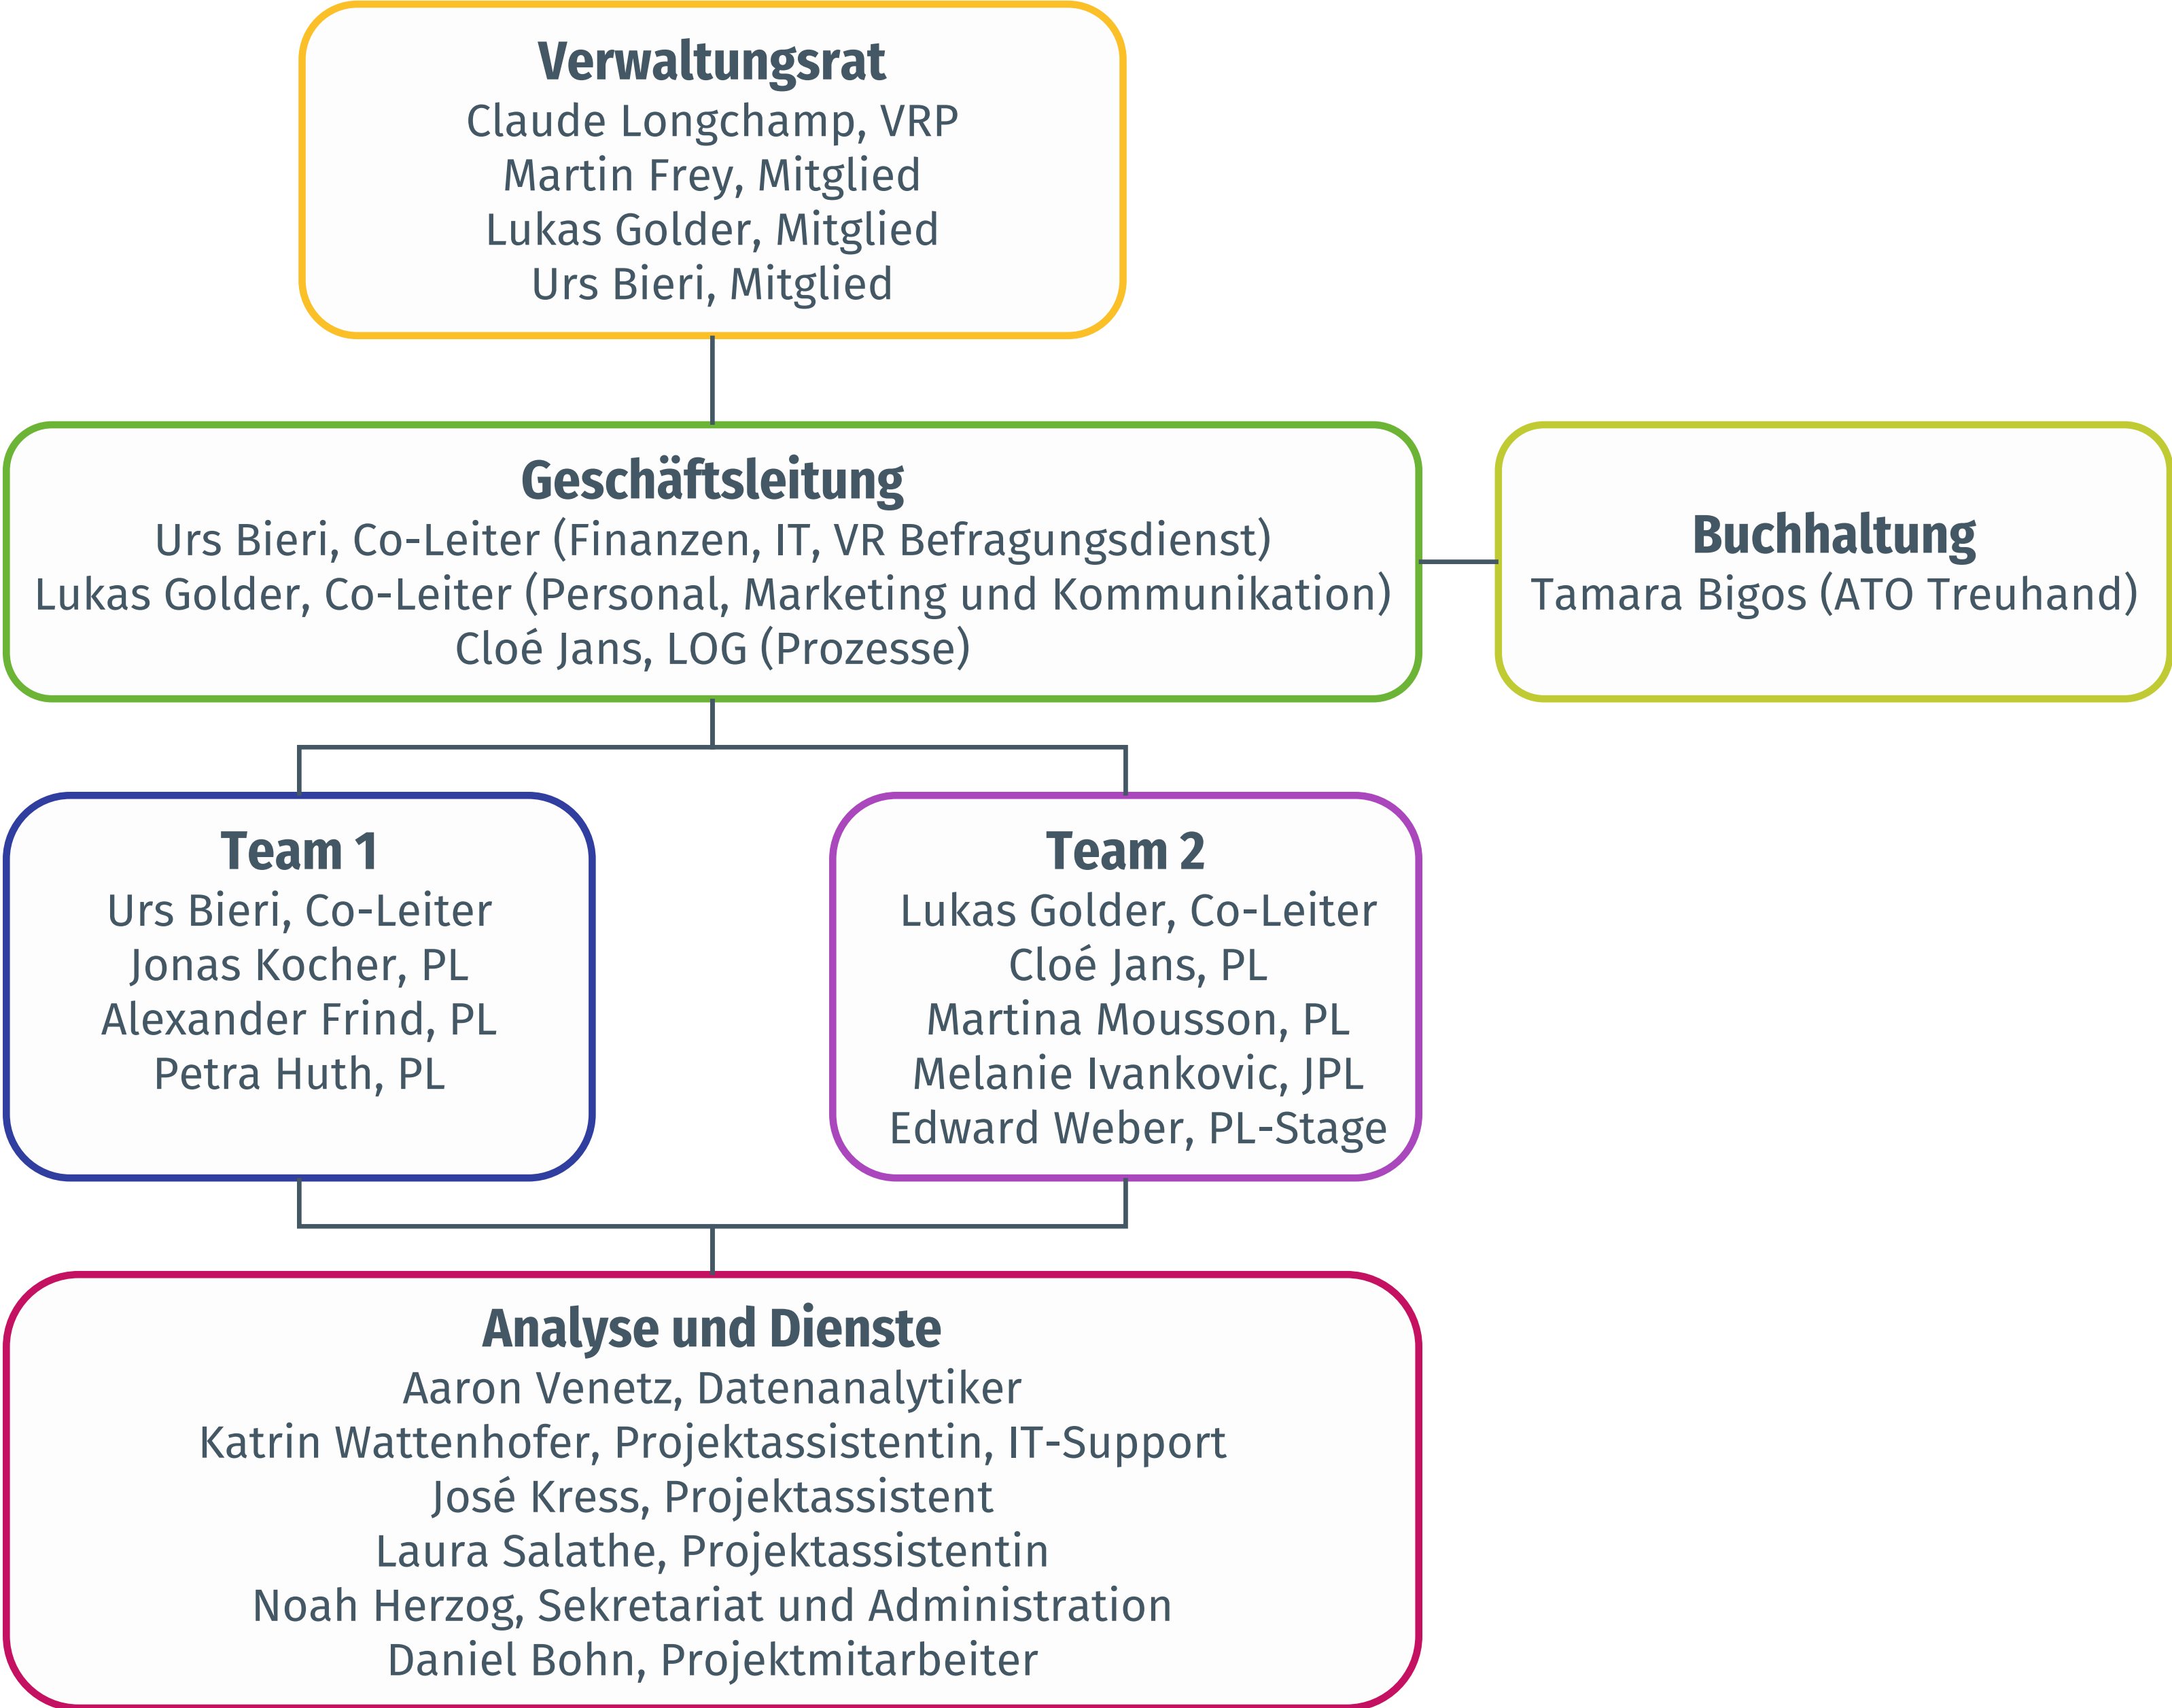 Verwaltungsrat
Claude Longchamp, VRP
Martin Frey, Mitglied
Lukas Golder, Mitglied
Urs Bieri, Mitglied
Geschäftsleitung
Urs Bieri, Co-Leiter (Finanzen, IT, VR Befragungsdienst)
Lukas Golder, Co-Leiter (Personal, Marketing und Kommunikation)
Cloé Jans, LOG (Prozesse)
Buchhaltung
Tamara Bigos (ATO Treuhand)
Team 1
Urs Bieri, Co-Leiter
Jonas Kocher, PL
Alexander Frind, PL
Petra Huth, PL
Team 2
Lukas Golder, Co-Leiter
Cloé Jans, PL
Martina Mousson, PL
Melanie Ivankovic, JPL
Edward Weber, PL-Stage
Analyse und Dienste
Aaron Venetz, Datenanalytiker
Katrin Wattenhofer, Projektassistentin, IT-Support
José Kress, Projektassistent
Laura Salathe, Projektassistentin
Noah Herzog, Sekretariat und Administration
Daniel Bohn, Projektmitarbeiter